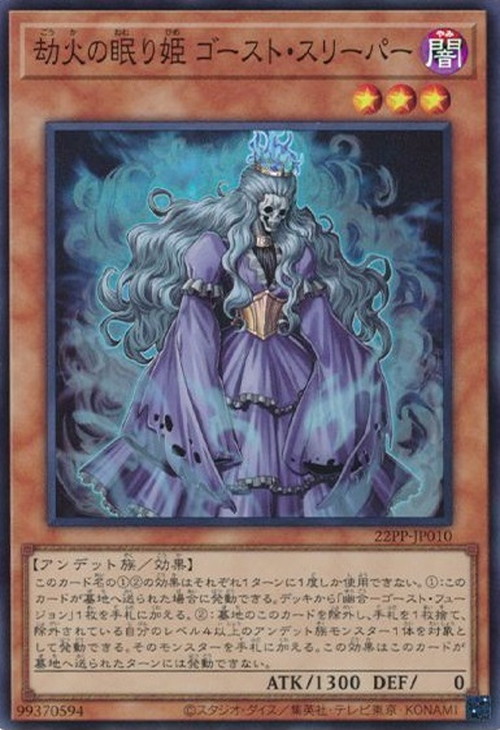 劫火の眠り姫 ゴースト・スリーパー
闇
22PP-JP010
【アンデット族／効果】
このカード名の①②の効果はそれぞれ1ターンに1度しか使用できない。①：この
カードが墓地へ送られた場合に発動できる。デッキから「幽合－ゴースト・フュー
ジョン」1枚を手札に加える。②：墓地のこのカードを除外し、手札を1枚捨て、
除外されている自分のレベル4以上のアンデット族モンスター1体を対象と
して発動できる。そのモンスターを手札に加える。この効果はこのカードが
墓地へ送られたターンには発動できない。
ATK/1300 DEF/ 0
99370594 ©スタジオ・ダイス／集英社・テレビ東京・KONAMI